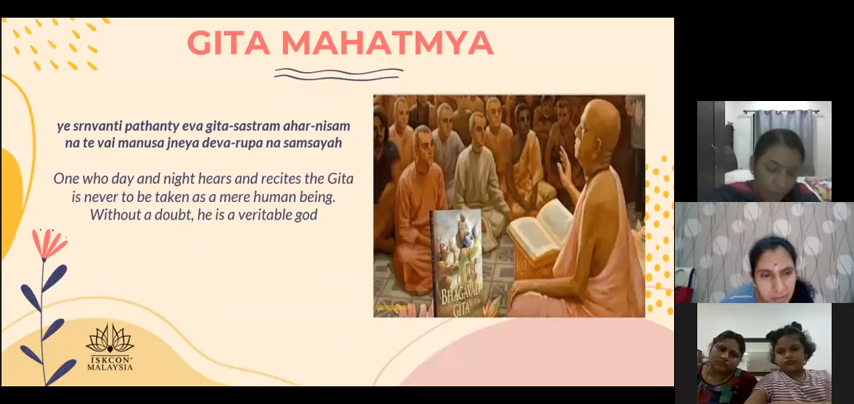 GITA MAHATMYA
ye srnvanti pathanty eva gita-sastram ahar-nisam
na te vai manusa jneya deva-rupa na samsayah
One who day and night hears and recites the Gita
is never to be taken as a mere human being.
Without a doubt, he is a veritable god
BHAGAVAD
GITA
ISKCON
MALAYSIA